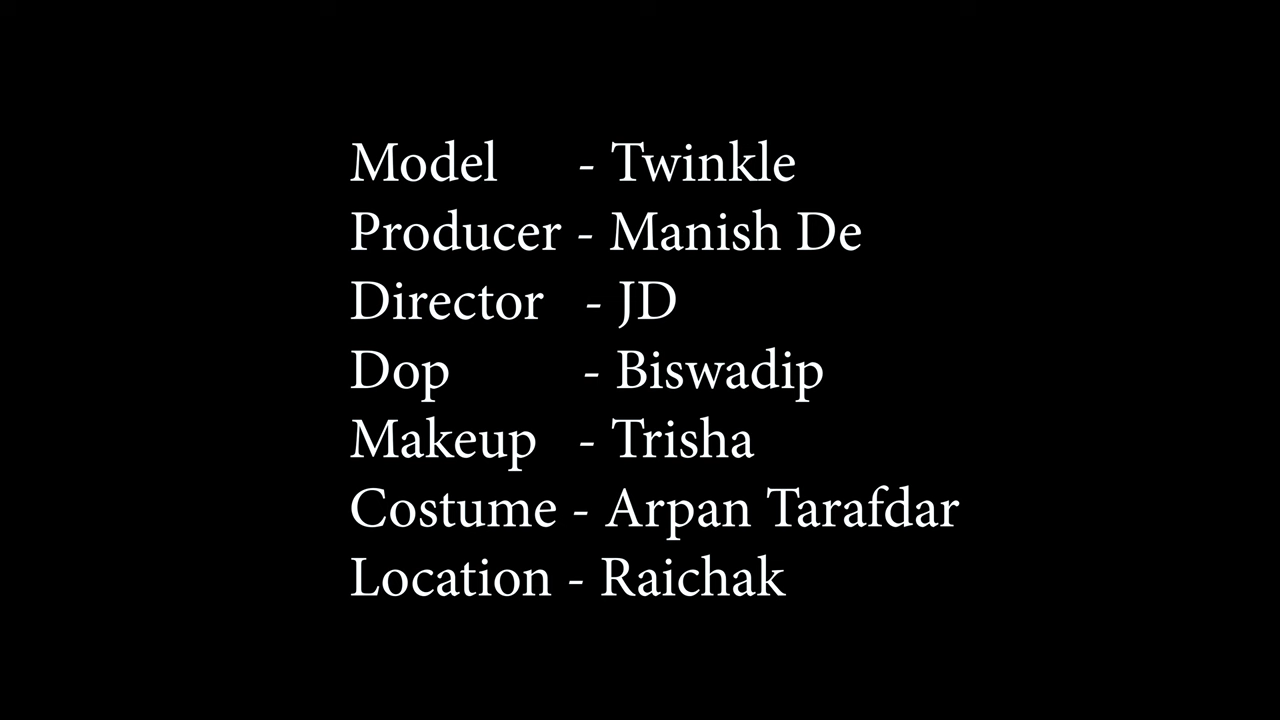 Model - Twinkle
Producer - Manish De
Director - JD
Dop - Biswadip
Makeup - Trisha
Costume - Arpan Tarafdar
Location - Raichak